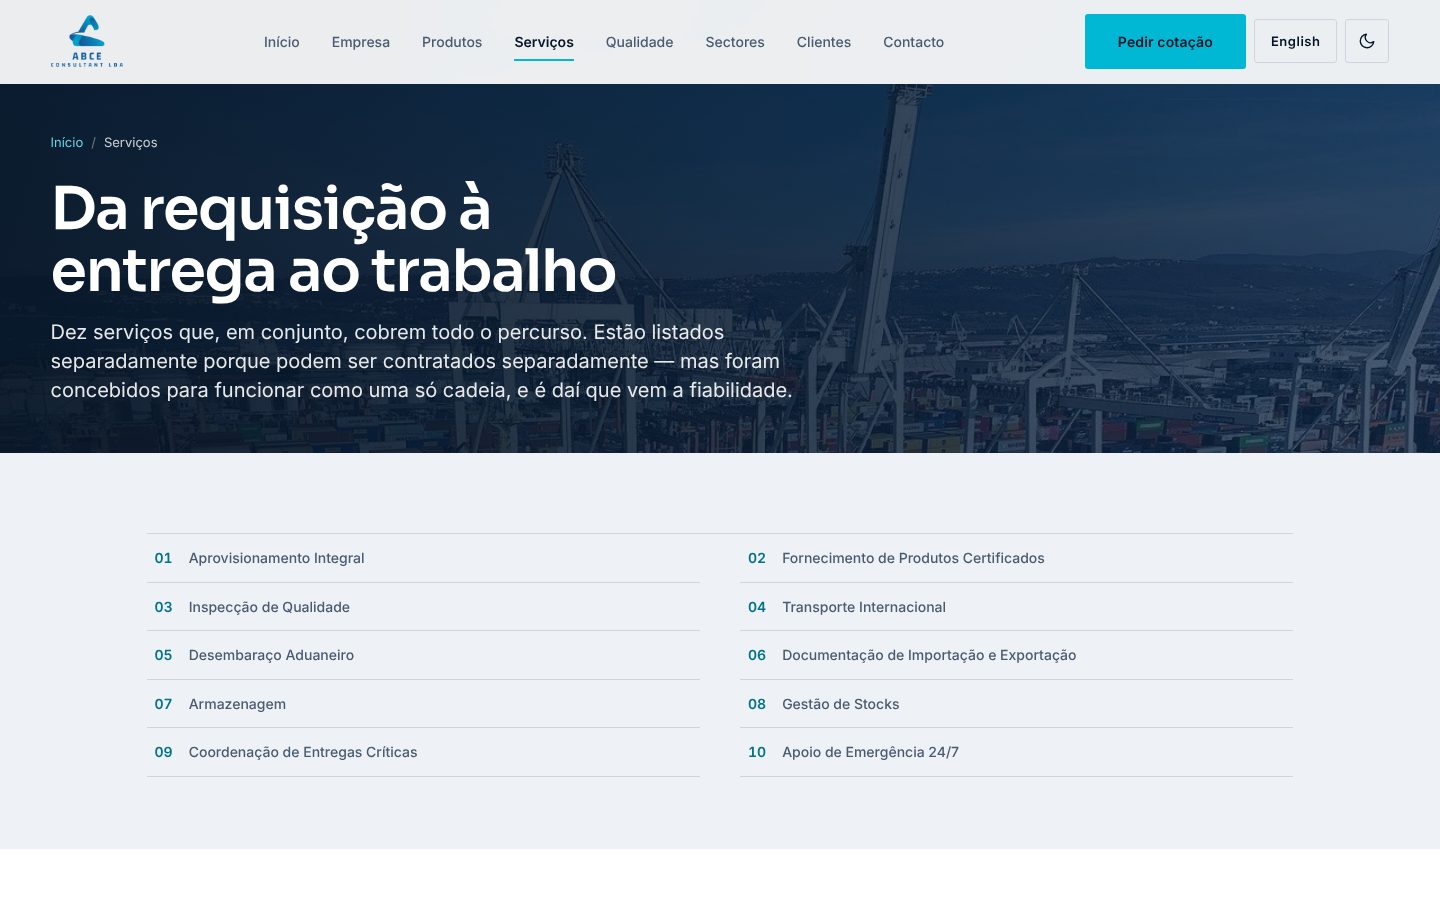 ABCE
CONSULTANT LDA
Início
Empresa
Produtos
Serviços
Qualidade
Sectores
Clientes
Contacto
Pedir cotação
English
Início / Serviços
Da requisição à
entrega ao trabalho
Dez serviços que, em conjunto, cobrem todo o percurso. Estão listados
separadamente porque podem ser contratados separadamente — mas foram
concebidos para funcionar como uma só cadeia, e é daí que vem a fiabilidade.
01 Aprovisionamento Integral
02 Fornecimento de Produtos Certificados
03 Inspecção de Qualidade
04 Transporte Internacional
05 Desembaraço Aduaneiro
06 Documentação de Importação e Exportação
07 Armazenagem
08 Gestão de Stocks
09 Coordenação de Entregas Críticas
10 Apoio de Emergência 24/7